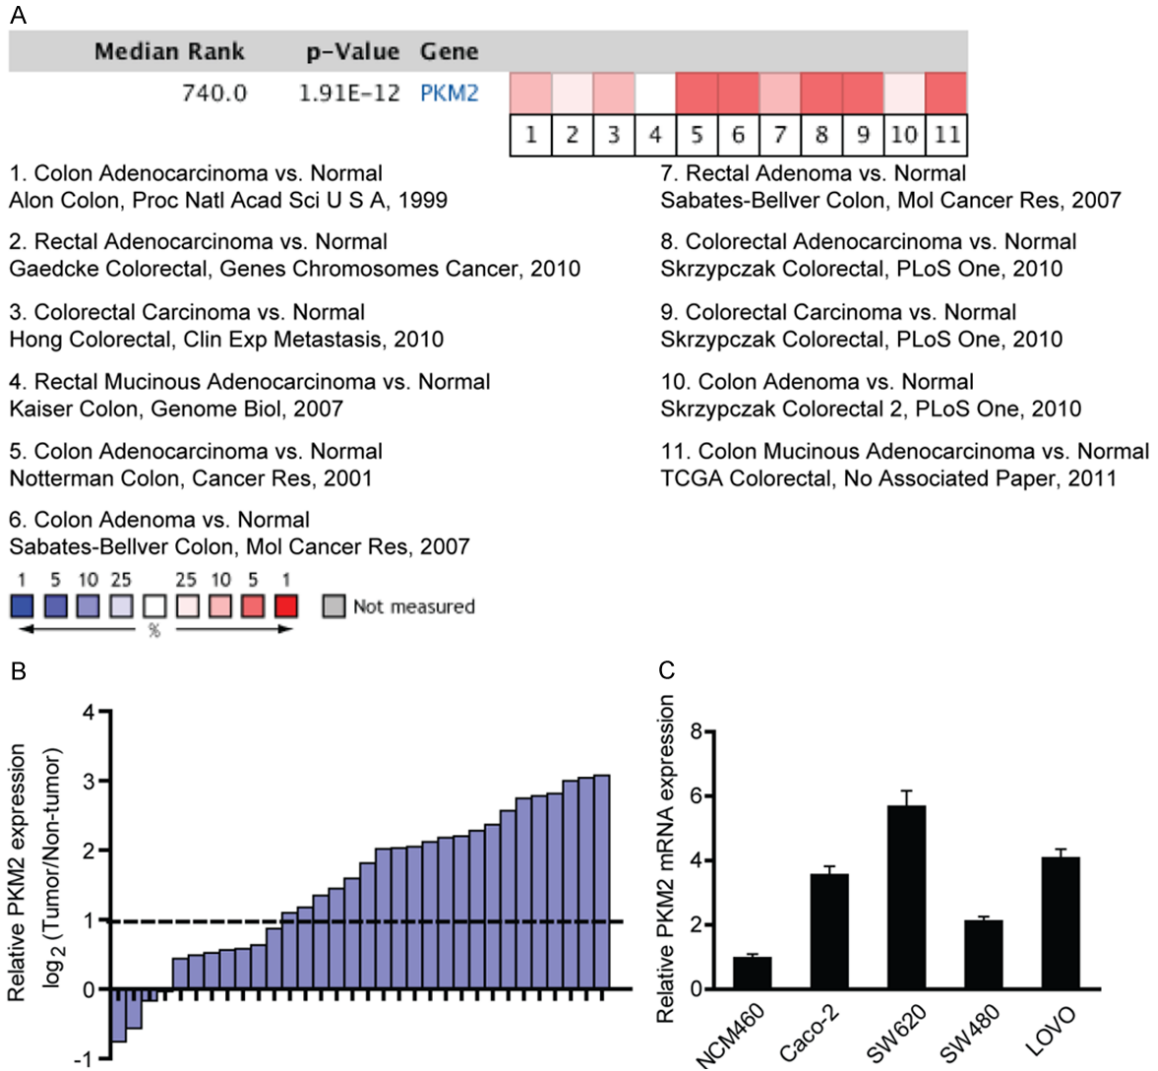 A
Median Rank p-Value Gene
740.0 1.91E-12 PKM2
1 2 3 4 5 6 7 8 9 10 11
1. Colon Adenocarcinoma vs. Normal
Alon Colon, Proc Natl Acad Sci U S A, 1999
2. Rectal Adenocarcinoma vs. Normal
Gaedcke Colorectal, Genes Chromosomes Cancer, 2010
3. Colorectal Carcinoma vs. Normal
Hong Colorectal, Clin Exp Metastasis, 2010
4. Rectal Mucinous Adenocarcinoma vs. Normal
Kaiser Colon, Genome Biol, 2007
5. Colon Adenocarcinoma vs. Normal
Notterman Colon, Cancer Res, 2001
6. Colon Adenoma vs. Normal
Sabates-Bellver Colon, Mol Cancer Res, 2007
7. Rectal Adenoma vs. Normal
Sabates-Bellver Colon, Mol Cancer Res, 2007
8. Colorectal Adenocarcinoma vs. Normal
Skrzypczak Colorectal, PLoS One, 2010
9. Colorectal Carcinoma vs. Normal
Skrzypczak Colorectal, PLoS One, 2010
10. Colon Adenoma vs. Normal
Skrzypczak Colorectal 2, PLoS One, 2010
11. Colon Mucinous Adenocarcinoma vs. Normal
TCGA Colorectal, No Associated Paper, 2011
1 5 10 25 25 10 5 1
Not measured
%
B
Relative PKM2 expression
log2 (Tumor/Non-tumor)
4
3
2
1
0
-1
C
Relative PKM2 mRNA expression
8
6
4
2
0
NCM460
Caco-2
SW620
SW480
LOVO